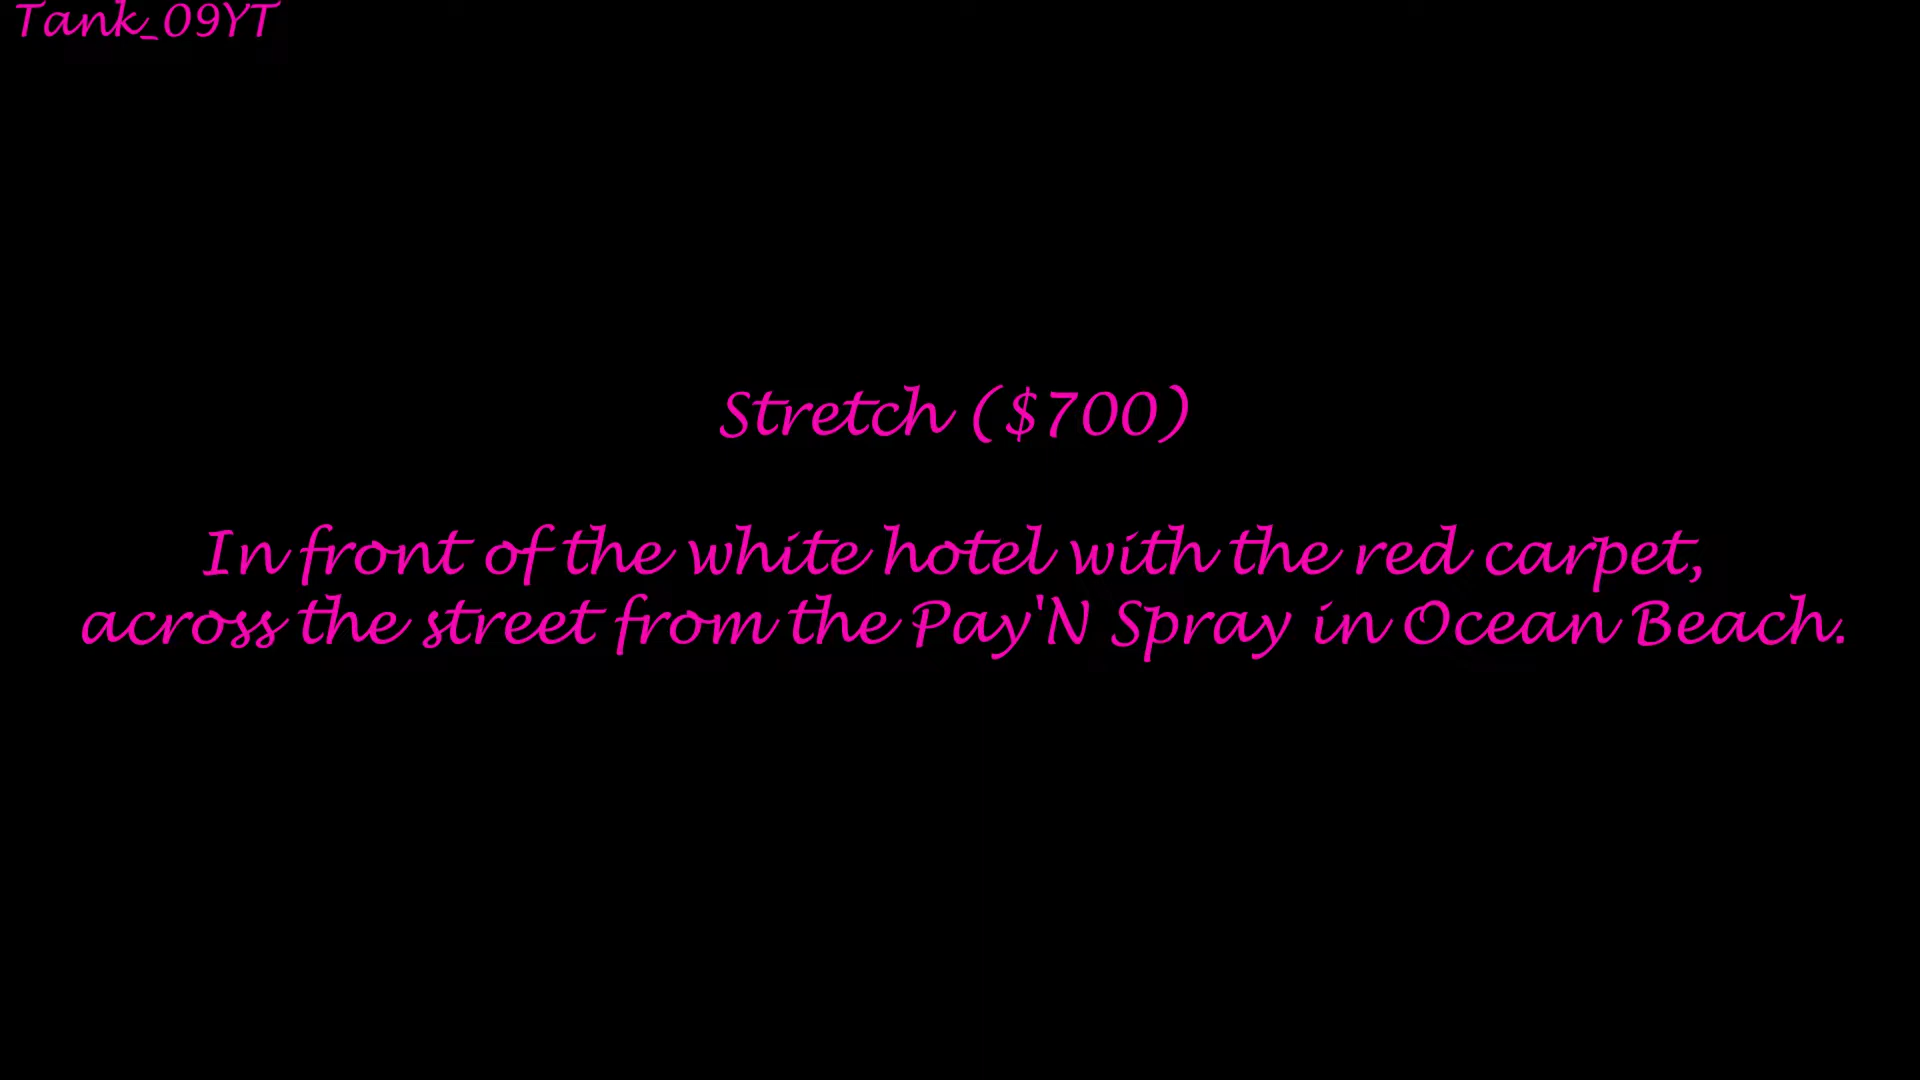 Tank_09YT
Stretch ($700)
In front of the white hotel with the red carpet,
across the street from the Pay'N Spray in Ocean Beach.